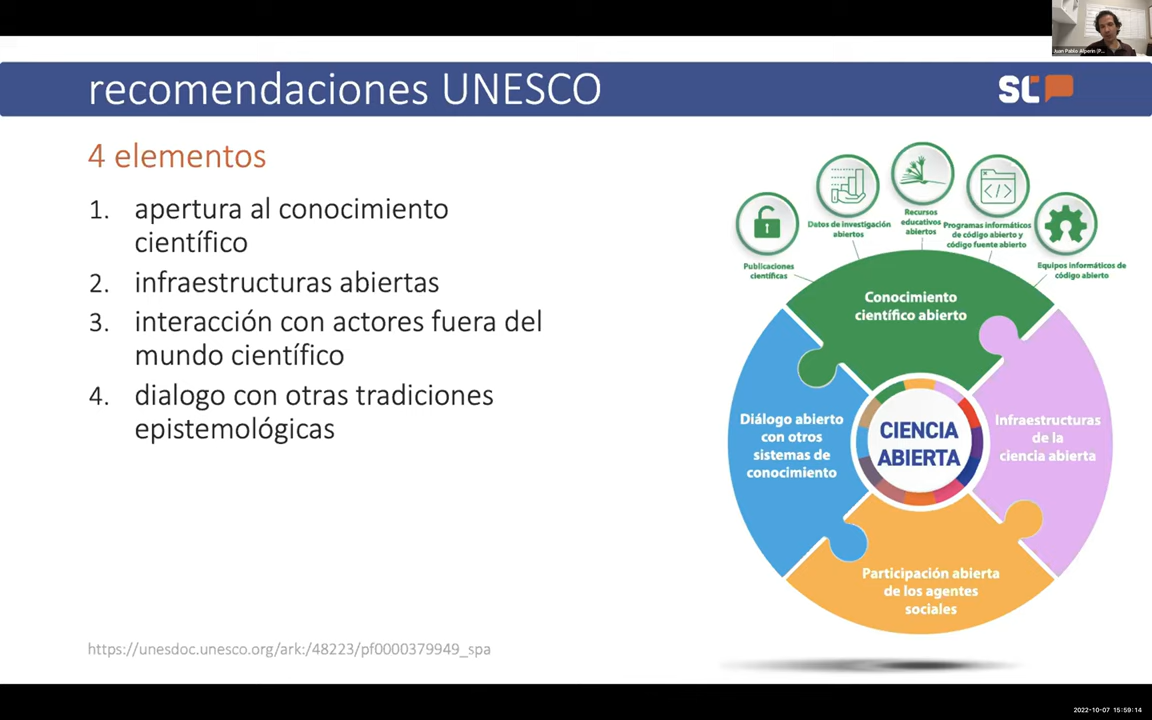 Juan Pablo Alperin (P...
recomendaciones UNESCO
SC
4 elementos
1. apertura al conocimiento
científico
2. infraestructuras abiertas
3. interacción con actores fuera del
mundo científico
4. dialogo con otras tradiciones
epistemológicas
https://unesdoc.unesco.org/ark:/48223/pf0000379949_spa
Publicaciones
científicas
Datos de investigación
abiertos
Recursos
educativos
abiertos
Programas informáticos
de código abierto y
código fuente abierto
Equipos informáticos de
código abierto
Conocimiento
científico abierto
Diálogo abierto
con otros
sistemas de
conocimiento
CIENCIA
ABIERTA
Infraestructuras
de la
ciencia abierta
Participación abierta
de los agentes
sociales
2022-10-07 15:59:14